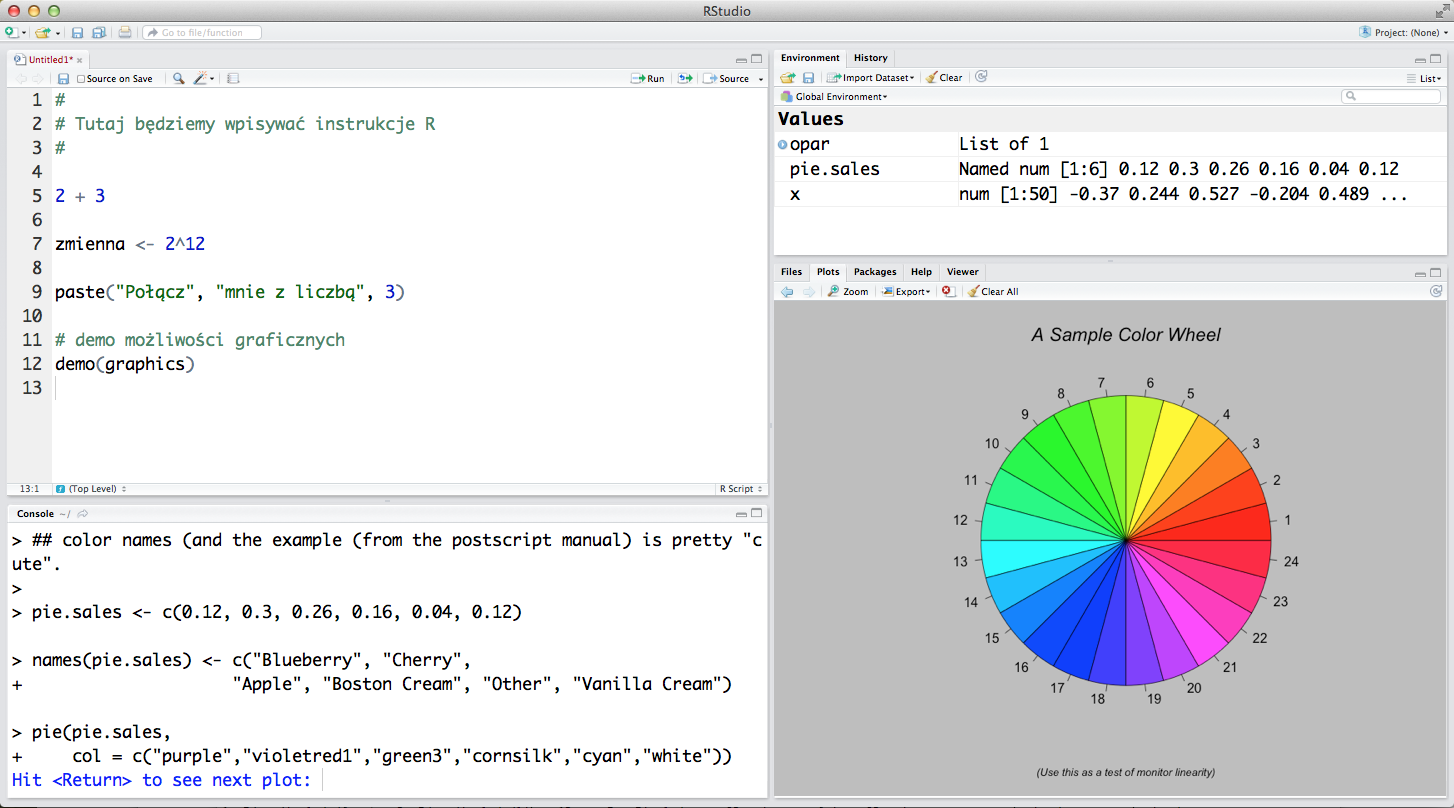 RStudio
Go to file/function
Project: (None)
Untitled1*
Source on Save
Run
Source
1 #
2 # Tutaj będziemy wpisywać instrukcje R
3 #
4
5 2 + 3
6
7 zmienna <- 2^12
8
9 paste("Połącz", "mnie z liczbą", 3)
10
11 # demo możliwości graficznych
12 demo(graphics)
13
13:1 (Top Level) R Script
Console ~/
> ## color names (and the example (from the postscript manual) is pretty "c
ute".
>
> pie.sales <- c(0.12, 0.3, 0.26, 0.16, 0.04, 0.12)
> names(pie.sales) <- c("Blueberry", "Cherry",
+                     "Apple", "Boston Cream", "Other", "Vanilla Cream")
> pie(pie.sales,
+     col = c("purple","violetred1","green3","cornsilk","cyan","white"))
Hit <Return> to see next plot:
Environment History
Import Dataset Clear List
Global Environment
Values
opar List of 1
pie.sales Named num [1:6] 0.12 0.3 0.26 0.16 0.04 0.12
x num [1:50] -0.37 0.244 0.527 -0.204 0.489 ...
Files Plots Packages Help Viewer
Zoom Export Clear All
A Sample Color Wheel
1
2
3
4
5
6
7
8
9
10
11
12
13
14
15
16
17
18
19
20
21
22
23
24
(Use this as a test of monitor linearity)